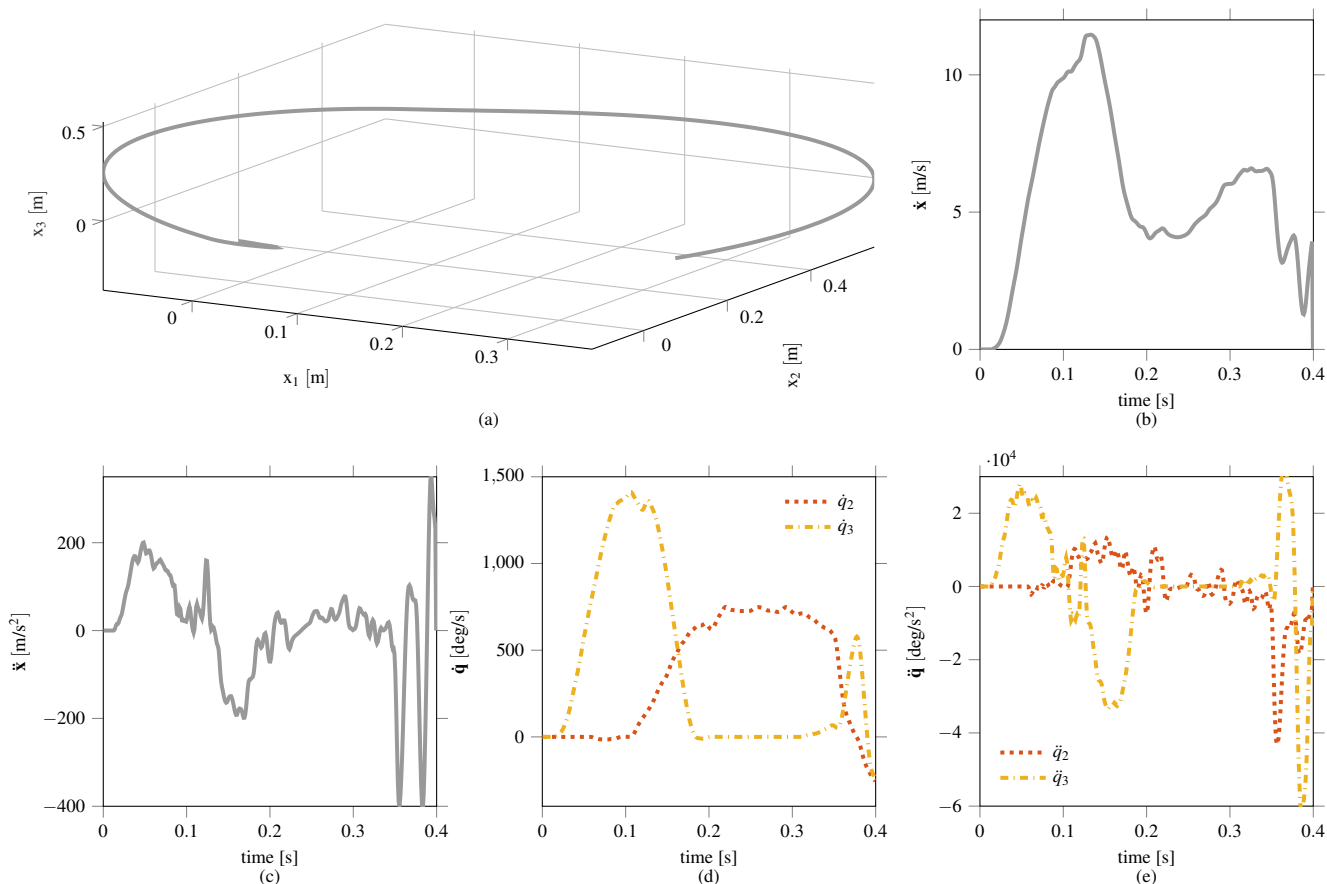 0.5
0
x₃ [m]
0
0.1
0.2
0.3
x₁ [m]
0
0.2
0.4
x₂ [m]
(a)
10
5
0
ẋ [m/s]
0
0.1
0.2
0.3
0.4
time [s]
(b)
200
0
−200
−400
ẍ [m/s²]
0
0.1
0.2
0.3
0.4
time [s]
(c)
1,500
1,000
500
0
q̇ [deg/s]
q̇₂
q̇₃
0
0.1
0.2
0.3
0.4
time [s]
(d)
·10⁴
2
0
−2
−4
−6
q̈ [deg/s²]
q̈₂
q̈₃
0
0.1
0.2
0.3
0.4
time [s]
(e)